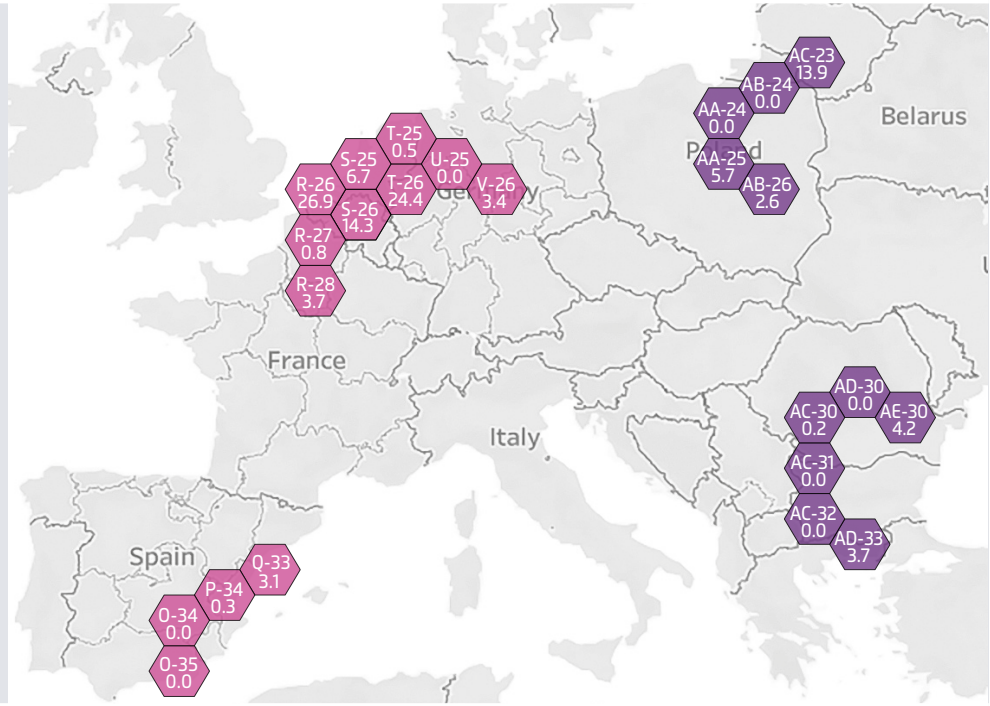 AC-23
13.9
AB-24
0.0
AA-24
0.0
Belarus
Poland
AA-25
5.7
AB-26
2.6
T-25
0.5
S-25
6.7
U-25
0.0
R-26
26.9
T-26
24.4
Germany
V-26
3.4
S-26
14.3
R-27
0.8
R-28
3.7
France
AD-30
0.0
AC-30
0.2
AE-30
4.2
Italy
AC-31
0.0
AC-32
0.0
AD-33
3.7
Spain
Q-33
3.1
P-34
0.3
O-34
0.0
O-35
0.0